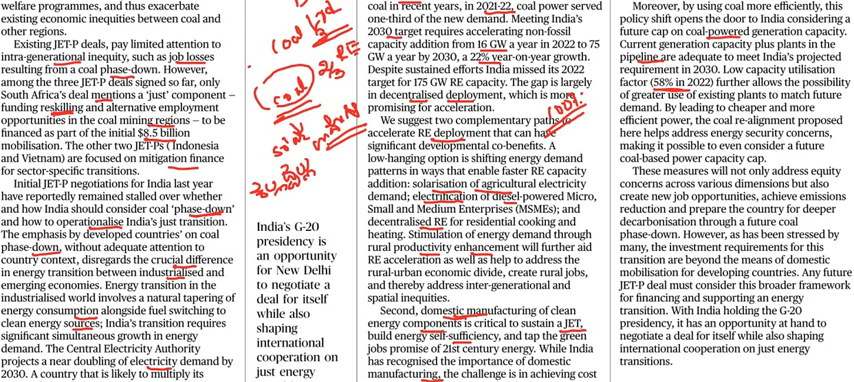 welfare programmes, and thus exacerbate
existing economic inequities between coal and
other regions.
Existing JET-P deals, pay limited attention to
intra-generational inequity, such as job losses
resulting from a coal phase-down. However,
among the three JET-P deals signed so far, only
South Africa's deal mentions a 'just' component —
funding reskilling and alternative employment
opportunities in the coal mining regions — to be
financed as part of the initial $8.5 billion
mobilisation. The other two JET-Ps (Indonesia
and Vietnam) are focused on mitigation finance
for sector-specific transitions.
Initial JET-P negotiations for India last year
have reportedly remained stalled over whether
and how India should consider coal 'phase-down'
and how to operationalise India's just transition.
The emphasis by developed countries' on coal
phase-down, without adequate attention to
country context, disregards the crucial difference
in energy transition between industrialised and
emerging economies. Energy transition in the
industrialised world involves a natural tapering of
energy consumption alongside fuel switching to
clean energy sources; India's transition requires
significant simultaneous growth in energy
demand. The Central Electricity Authority
projects a near doubling of electricity demand by
2030. A country that is likely to multiply its
coal
1/3
2/3 RE
coal
100%
India's G-20
presidency is
an opportunity
for New Delhi
to negotiate a
deal for itself
while also
shaping
international
cooperation on
just energy
coal in recent years, in 2021-22, coal power served
one-third of the new demand. Meeting India's
2030 target requires accelerating non-fossil
capacity addition from 16 GW a year in 2022 to 75
GW a year by 2030, a 22% year-on-year growth.
Despite sustained efforts India missed its 2022
target for 175 GW RE capacity. The gap is largely
in decentralised deployment, which is more
promising for acceleration.
We suggest two complementary paths to
accelerate RE deployment that can have
significant developmental co-benefits. A
low-hanging option is shifting energy demand
patterns in ways that enable faster RE capacity
addition: solarisation of agricultural electricity
demand; electrification of diesel-powered Micro,
Small and Medium Enterprises (MSMEs); and
decentralised RE for residential cooking and
heating. Stimulation of energy demand through
rural productivity enhancement will further aid
RE acceleration as well as help to address the
rural-urban economic divide, create rural jobs,
and thereby address inter-generational and
spatial inequities.
Second, domestic manufacturing of clean
energy components is critical to sustain a JET,
build energy self-sufficiency, and tap the green
jobs promise of 21st century energy. While India
has recognised the importance of domestic
manufacturing, the challenge is in achieving cost
Moreover, by using coal more efficiently, this
policy shift opens the door to India considering a
future cap on coal-powered generation capacity.
Current generation capacity plus plants in the
pipeline are adequate to meet India's projected
requirement in 2030. Low capacity utilisation
factor (58% in 2022) further allows the possibility
of greater use of existing plants to match future
demand. By leading to cheaper and more
efficient power, the coal re-alignment proposed
here helps address energy security concerns,
making it possible to even consider a future
coal-based power capacity cap.
These measures will not only address equity
concerns across various dimensions but also
create new job opportunities, achieve emissions
reduction and prepare the country for deeper
decarbonisation through a future coal
phase-down. However, as has been stressed by
many, the investment requirements for this
transition are beyond the means of domestic
mobilisation for developing countries. Any future
JET-P deal must consider this broader framework
for financing and supporting an energy
transition. With India holding the G-20
presidency, it has an opportunity at hand to
negotiate a deal for itself while also shaping
international cooperation on just energy
transitions.